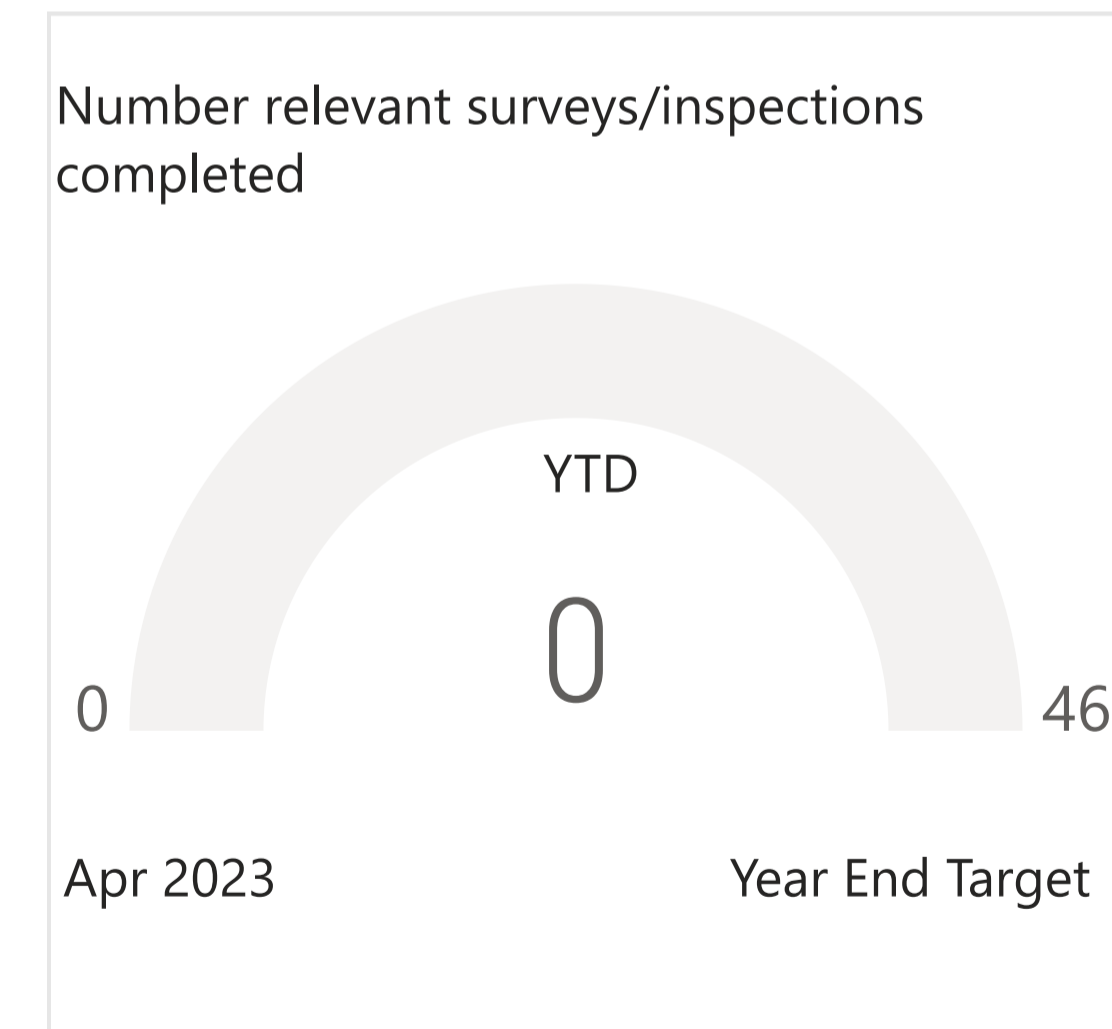 Number relevant surveys/inspections
completed
YTD
0
0
46
Apr 2023
Year End Target